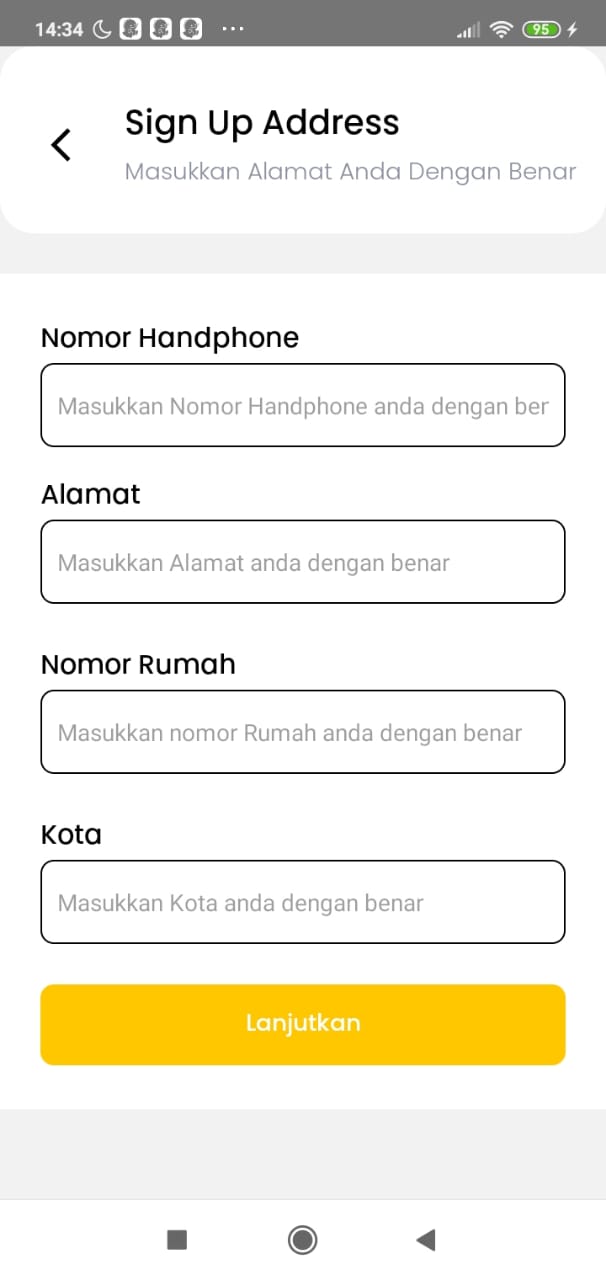 14:34
95
Sign Up Address
Masukkan Alamat Anda Dengan Benar
Nomor Handphone
Masukkan Nomor Handphone anda dengan ber
Alamat
Masukkan Alamat anda dengan benar
Nomor Rumah
Masukkan nomor Rumah anda dengan benar
Kota
Masukkan Kota anda dengan benar
Lanjutkan